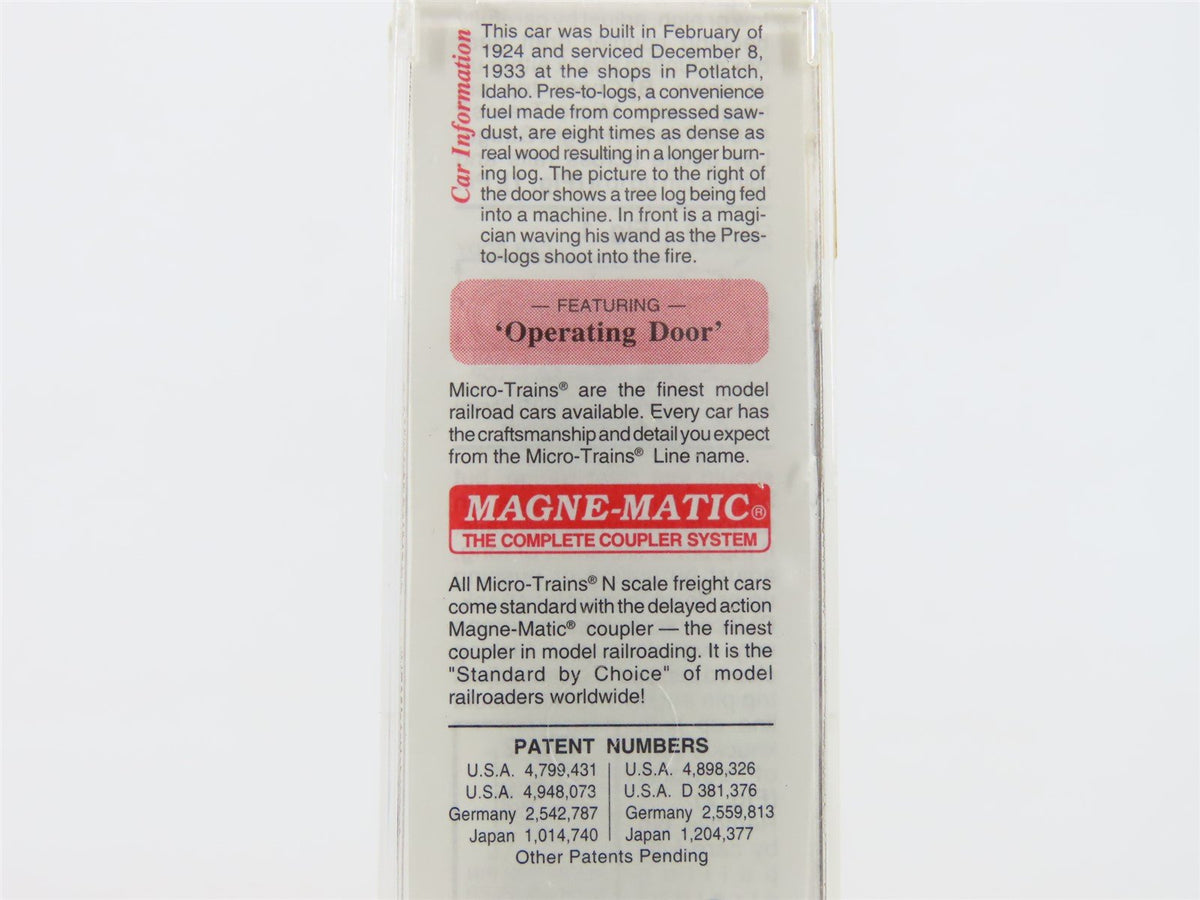 Car Information
This car was built in February of
1924 and serviced December 8,
1933 at the shops in Potlatch,
Idaho. Pres-to-logs, a convenience
fuel made from compressed saw-
dust, are eight times as dense as
real wood resulting in a longer burn-
ing log. The picture to the right of
the door shows a tree log being fed
into a machine. In front is a magi-
cian waving his wand as the Pres-
to-logs shoot into the fire.
— FEATURING —
‘Operating Door’
Micro-Trains® are the finest model
railroad cars available. Every car has
the craftsmanship and detail you expect
from the Micro-Trains® Line name.
MAGNE-MATIC®
THE COMPLETE COUPLER SYSTEM
All Micro-Trains® N scale freight cars
come standard with the delayed action
Magne-Matic® coupler — the finest
coupler in model railroading. It is the
"Standard by Choice" of model
railroaders worldwide!
PATENT NUMBERS
U.S.A. 4,799,431 | U.S.A. 4,898,326
U.S.A. 4,948,073 | U.S.A. D 381,376
Germany 2,542,787 | Germany 2,559,813
Japan 1,014,740 | Japan 1,204,377
Other Patents Pending